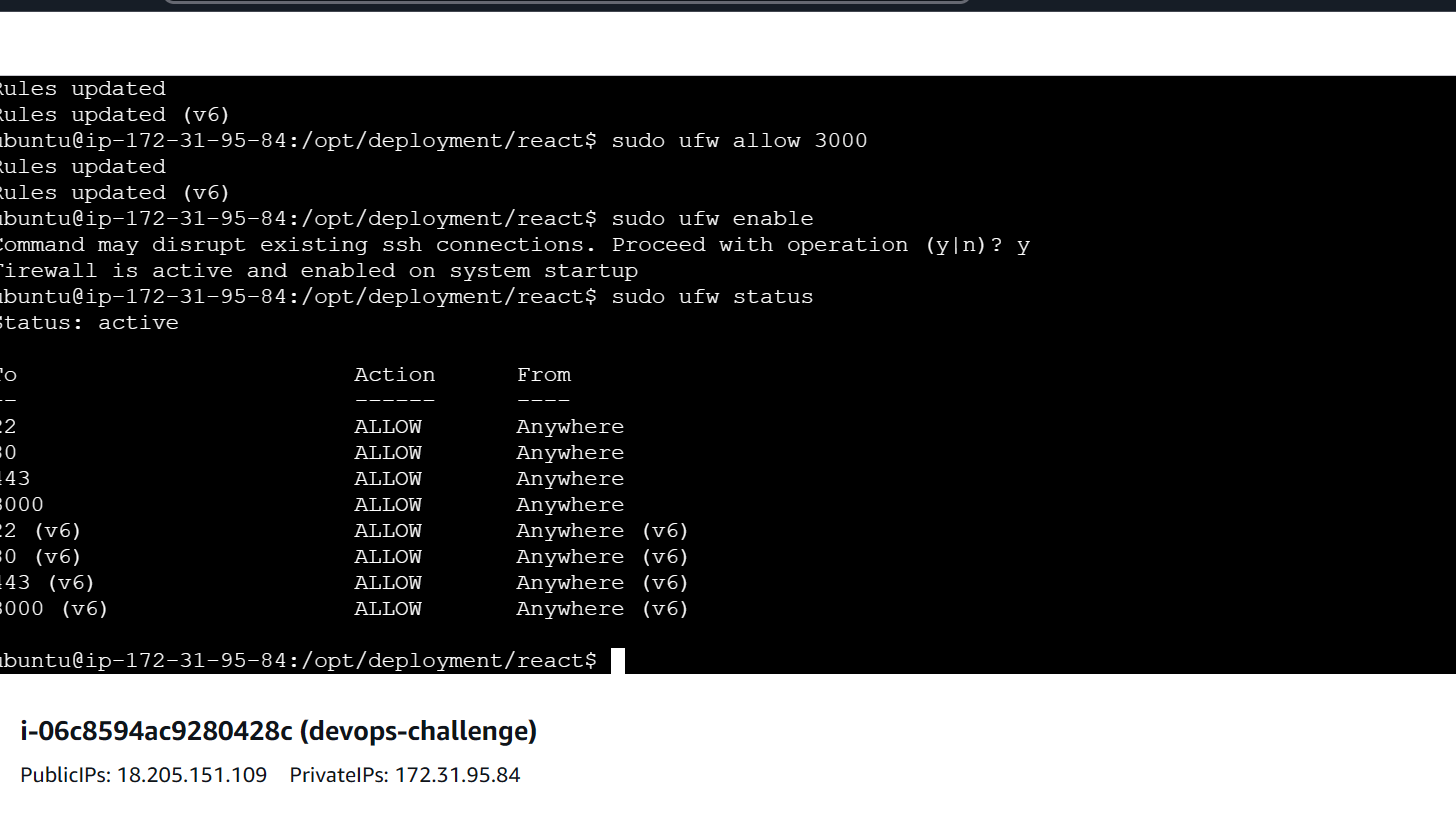 Rules updated
Rules updated (v6)
ubuntu@ip-172-31-95-84:/opt/deployment/react$ sudo ufw allow 3000
Rules updated
Rules updated (v6)
ubuntu@ip-172-31-95-84:/opt/deployment/react$ sudo ufw enable
Command may disrupt existing ssh connections. Proceed with operation (y|n)? y
Firewall is active and enabled on system startup
ubuntu@ip-172-31-95-84:/opt/deployment/react$ sudo ufw status
Status: active
To Action From
-- ------ ----
22 ALLOW Anywhere
80 ALLOW Anywhere
443 ALLOW Anywhere
3000 ALLOW Anywhere
22 (v6) ALLOW Anywhere (v6)
80 (v6) ALLOW Anywhere (v6)
443 (v6) ALLOW Anywhere (v6)
3000 (v6) ALLOW Anywhere (v6)
ubuntu@ip-172-31-95-84:/opt/deployment/react$
i-06c8594ac9280428c (devops-challenge)
PublicIPs: 18.205.151.109 PrivateIPs: 172.31.95.84